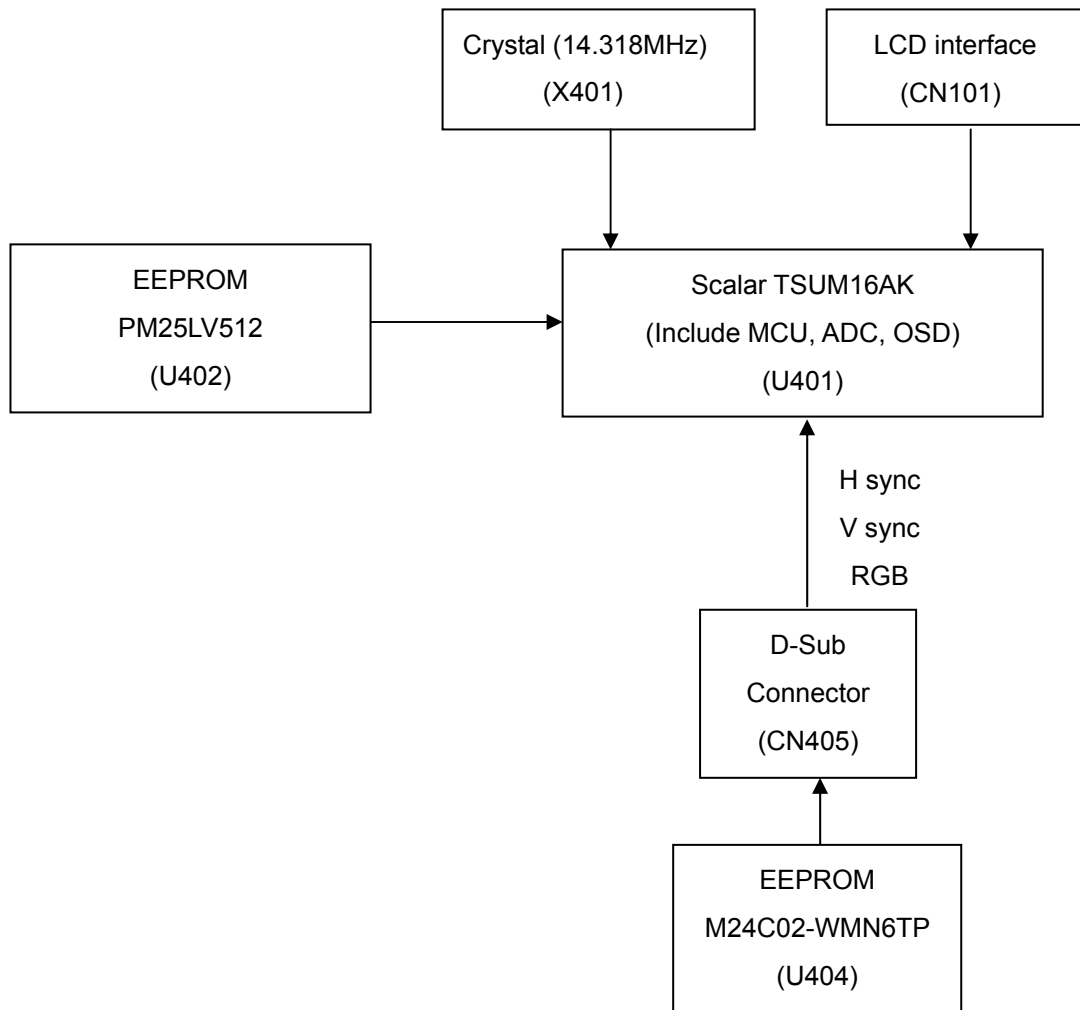 Crystal (14.318MHz)
(X401)
LCD interface
(CN101)
EEPROM
PM25LV512
(U402)
Scalar TSUM16AK
(Include MCU, ADC, OSD)
(U401)
H sync
V sync
RGB
D-Sub
Connector
(CN405)
EEPROM
M24C02-WMN6TP
(U404)